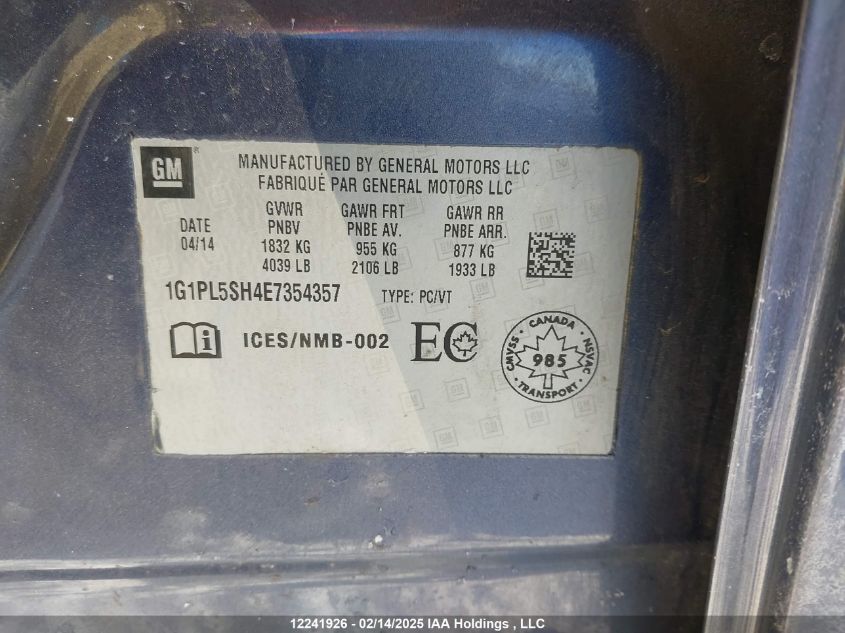 GM
MANUFACTURED BY GENERAL MOTORS LLC
FABRIQUÉ PAR GENERAL MOTORS LLC
DATE
04/14
GVWR
PNBV
1832 KG
4039 LB
GAWR FRT
PNBE AV.
955 KG
2106 LB
GAWR RR
PNBE ARR.
877 KG
1933 LB
1G1PL5SH4E7354357 TYPE: PC/VT
i ICES/NMB-002 EC
CANADA
CMVSS 985 NSVAC
TRANSPORT
12241926 - 02/14/2025 IAA Holdings , LLC